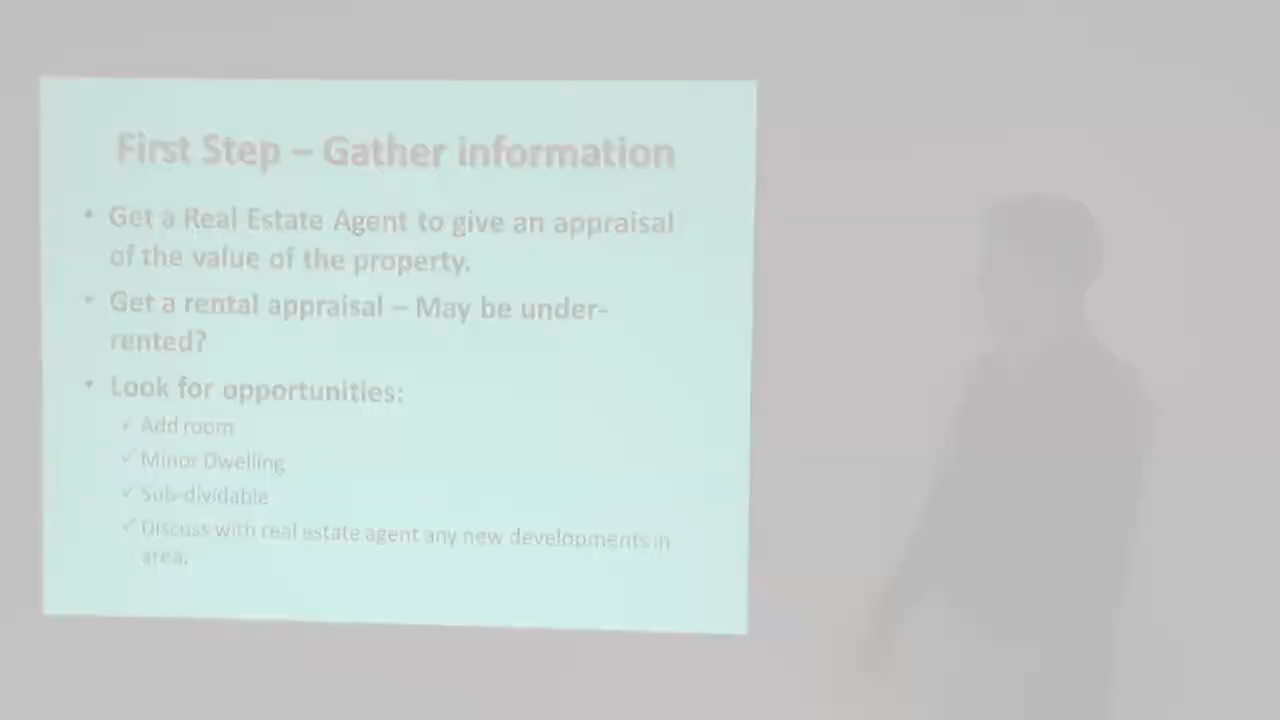 First Step – Gather information
• Get a Real Estate Agent to give an appraisal
of the value of the property.
• Get a rental appraisal – May be under-
rented?
• Look for opportunities:
✓ Add room
✓ Minor Dwelling
✓ Sub-dividable
✓ Discuss with real estate agent any new developments in
area.